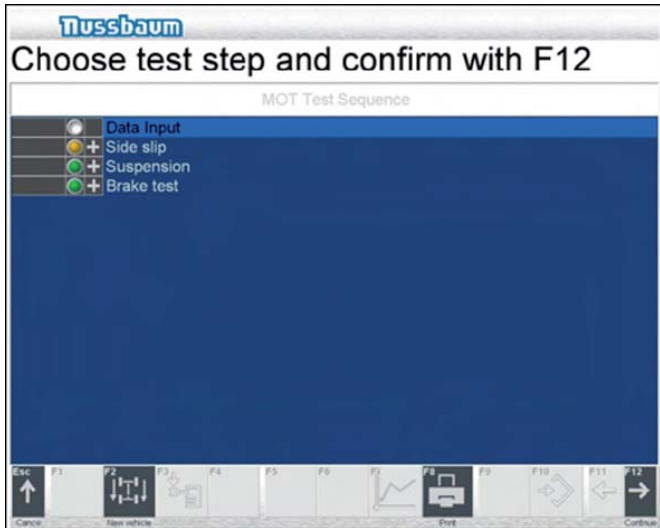 Nussbaum
Choose test step and confirm with F12
MOT Test Sequence
Data Input
Side slip
Suspension
Brake test
Esc F1 F2 F3 F4 F5 F6 F7 F8 F9 F10 F11 F12
Cancel New vehicle Print Continue